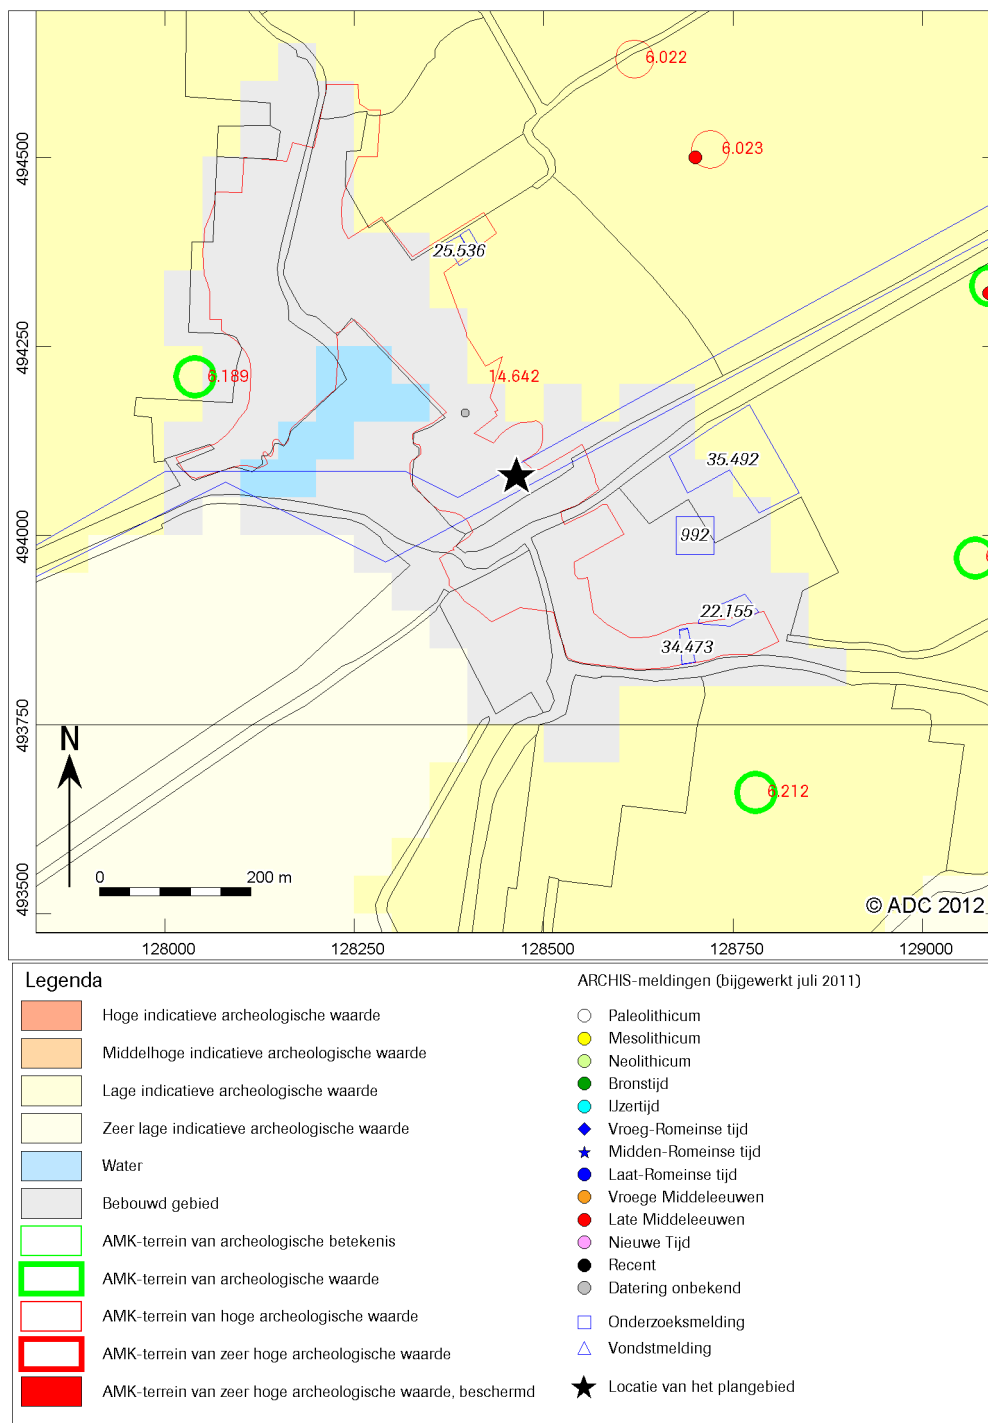 6.022
6.023
494500
25.536
494250
6.189
14.642
35.492
992
494000
22.155
34.473
493750
N
6.212
0 200 m
493500
© ADC 2012
128000 128250 128500 128750 129000
Legenda
Hoge indicatieve archeologische waarde
Middelhoge indicatieve archeologische waarde
Lage indicatieve archeologische waarde
Zeer lage indicatieve archeologische waarde
Water
Bebouwd gebied
AMK-terrein van archeologische betekenis
AMK-terrein van archeologische waarde
AMK-terrein van hoge archeologische waarde
AMK-terrein van zeer hoge archeologische waarde
AMK-terrein van zeer hoge archeologische waarde, beschermd
ARCHIS-meldingen (bijgewerkt juli 2011)
Paleolithicum
Mesolithicum
Neolithicum
Bronstijd
IJzertijd
Vroeg-Romeinse tijd
Midden-Romeinse tijd
Laat-Romeinse tijd
Vroege Middeleeuwen
Late Middeleeuwen
Nieuwe Tijd
Recent
Datering onbekend
Onderzoeksmelding
Vondstmelding
Locatie van het plangebied